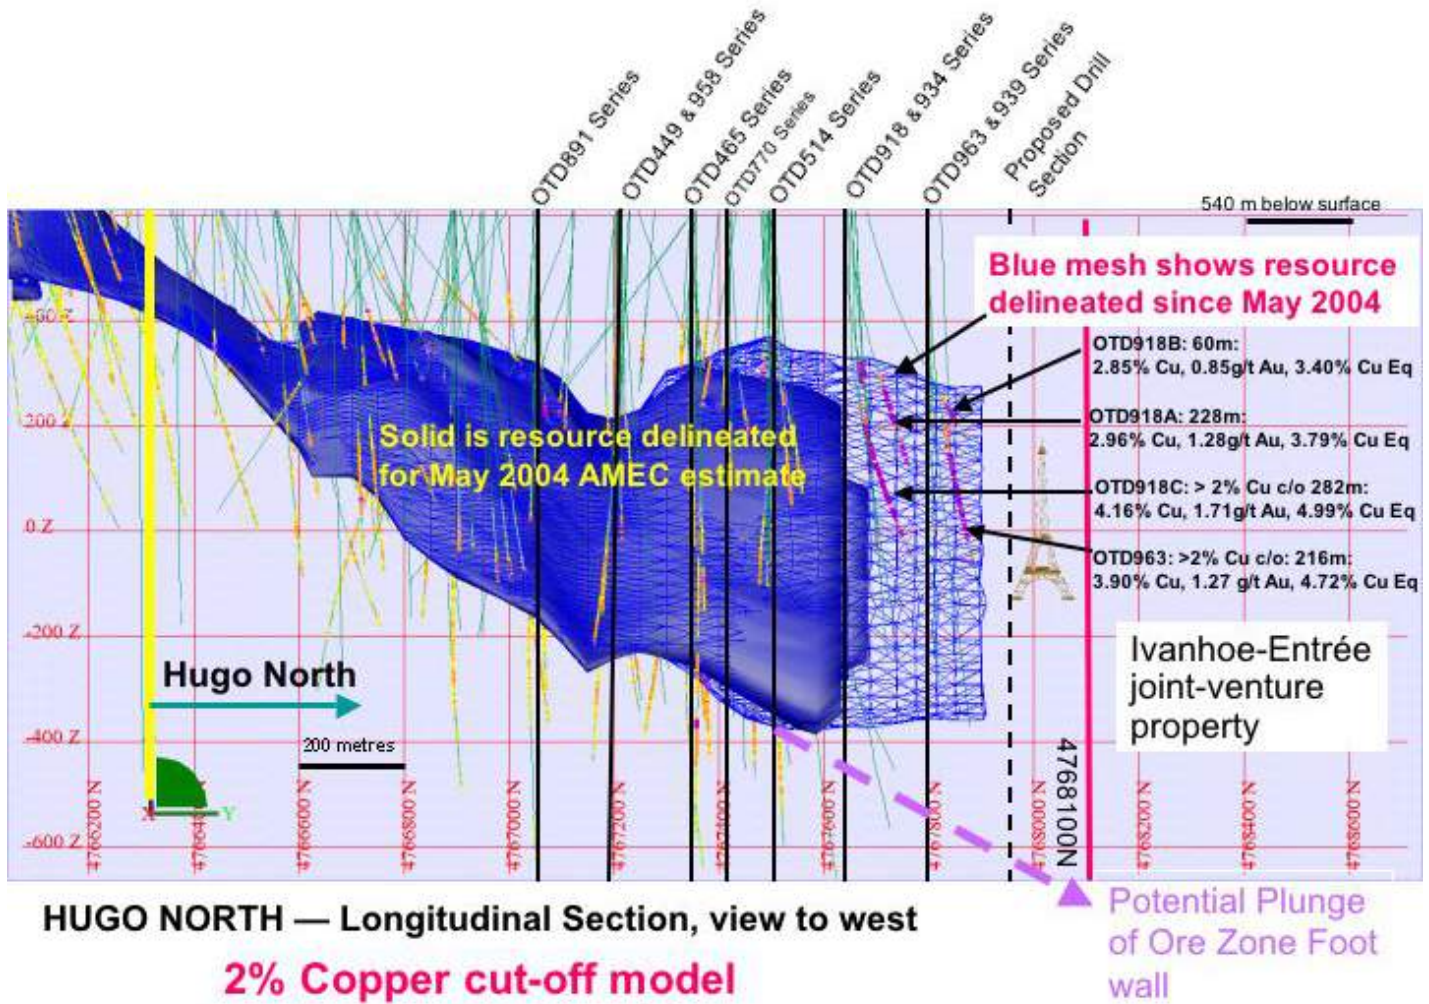 OTD891 Series
OTD449 & 958 Series
OTD465 Series
OTD770 Series
OTD514 Series
OTD918 & 934 Series
OTD963 & 939 Series
Proposed Drill
Section
540 m below surface
Blue mesh shows resource
delineated since May 2004
OTD918B: 60m:
2.85% Cu, 0.85g/t Au, 3.40% Cu Eq
OTD918A: 228m:
2.96% Cu, 1.28g/t Au, 3.79% Cu Eq
OTD918C: > 2% Cu c/o 282m:
4.16% Cu, 1.71g/t Au, 4.99% Cu Eq
OTD963: >2% Cu c/o: 216m:
3.90% Cu, 1.27 g/t Au, 4.72% Cu Eq
Solid is resource delineated
for May 2004 AMEC estimate
400 Z
200 Z
0 Z
-200 Z
-400 Z
-600 Z
Hugo North
200 metres
X
Y
Ivanhoe-Entrée
joint-venture
property
4766200 N
4766400 N
4766600 N
4766800 N
4767000 N
4767200 N
4767400 N
4767600 N
4767800 N
4768000 N
4768100N
4768200 N
4768400 N
4768600 N
Potential Plunge
of Ore Zone Foot
wall
HUGO NORTH — Longitudinal Section, view to west
2% Copper cut-off model